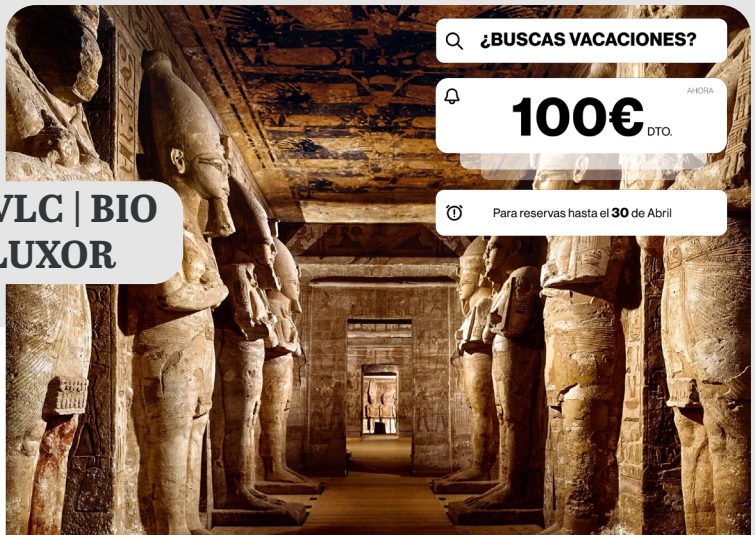 ¿BUSCAS VACACIONES?
AHORA
100€ DTO.
Para reservas hasta el 30 de Abril
VLC | BIO
LUXOR